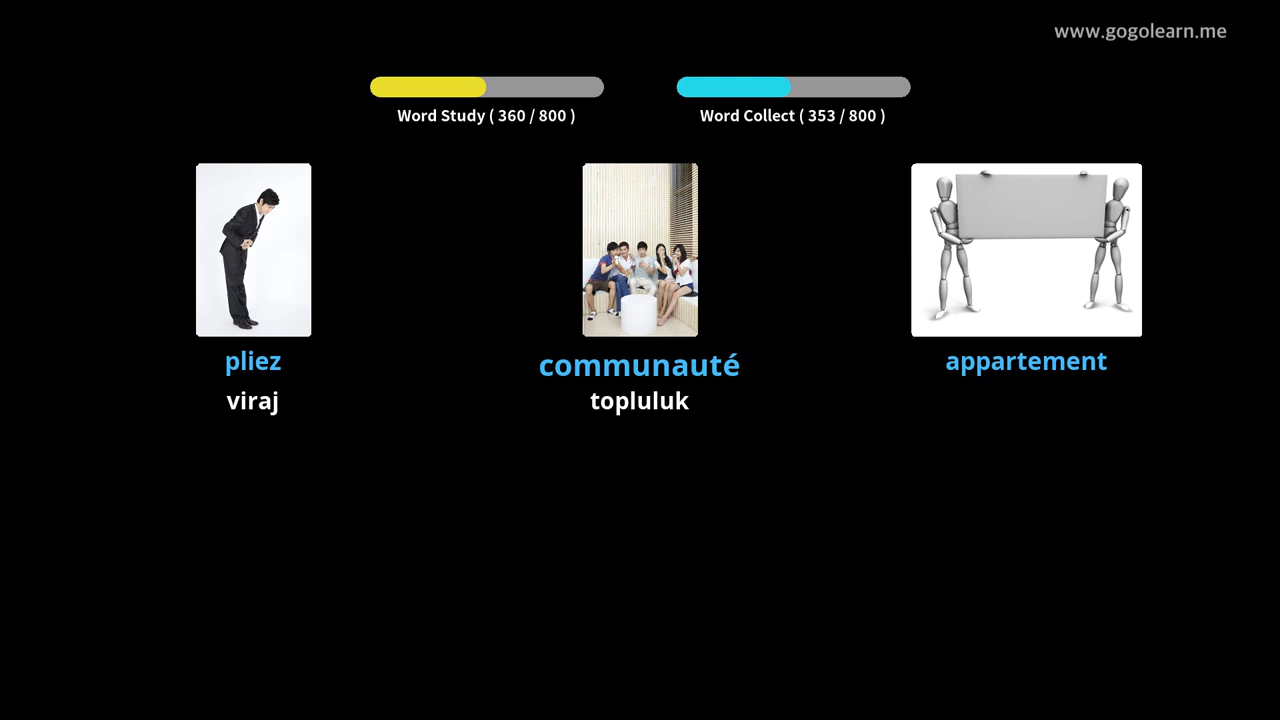 www.gogolearn.me
Word Study ( 360 / 800 )
Word Collect ( 353 / 800 )
pliez
communauté
appartement
viraj
topluluk